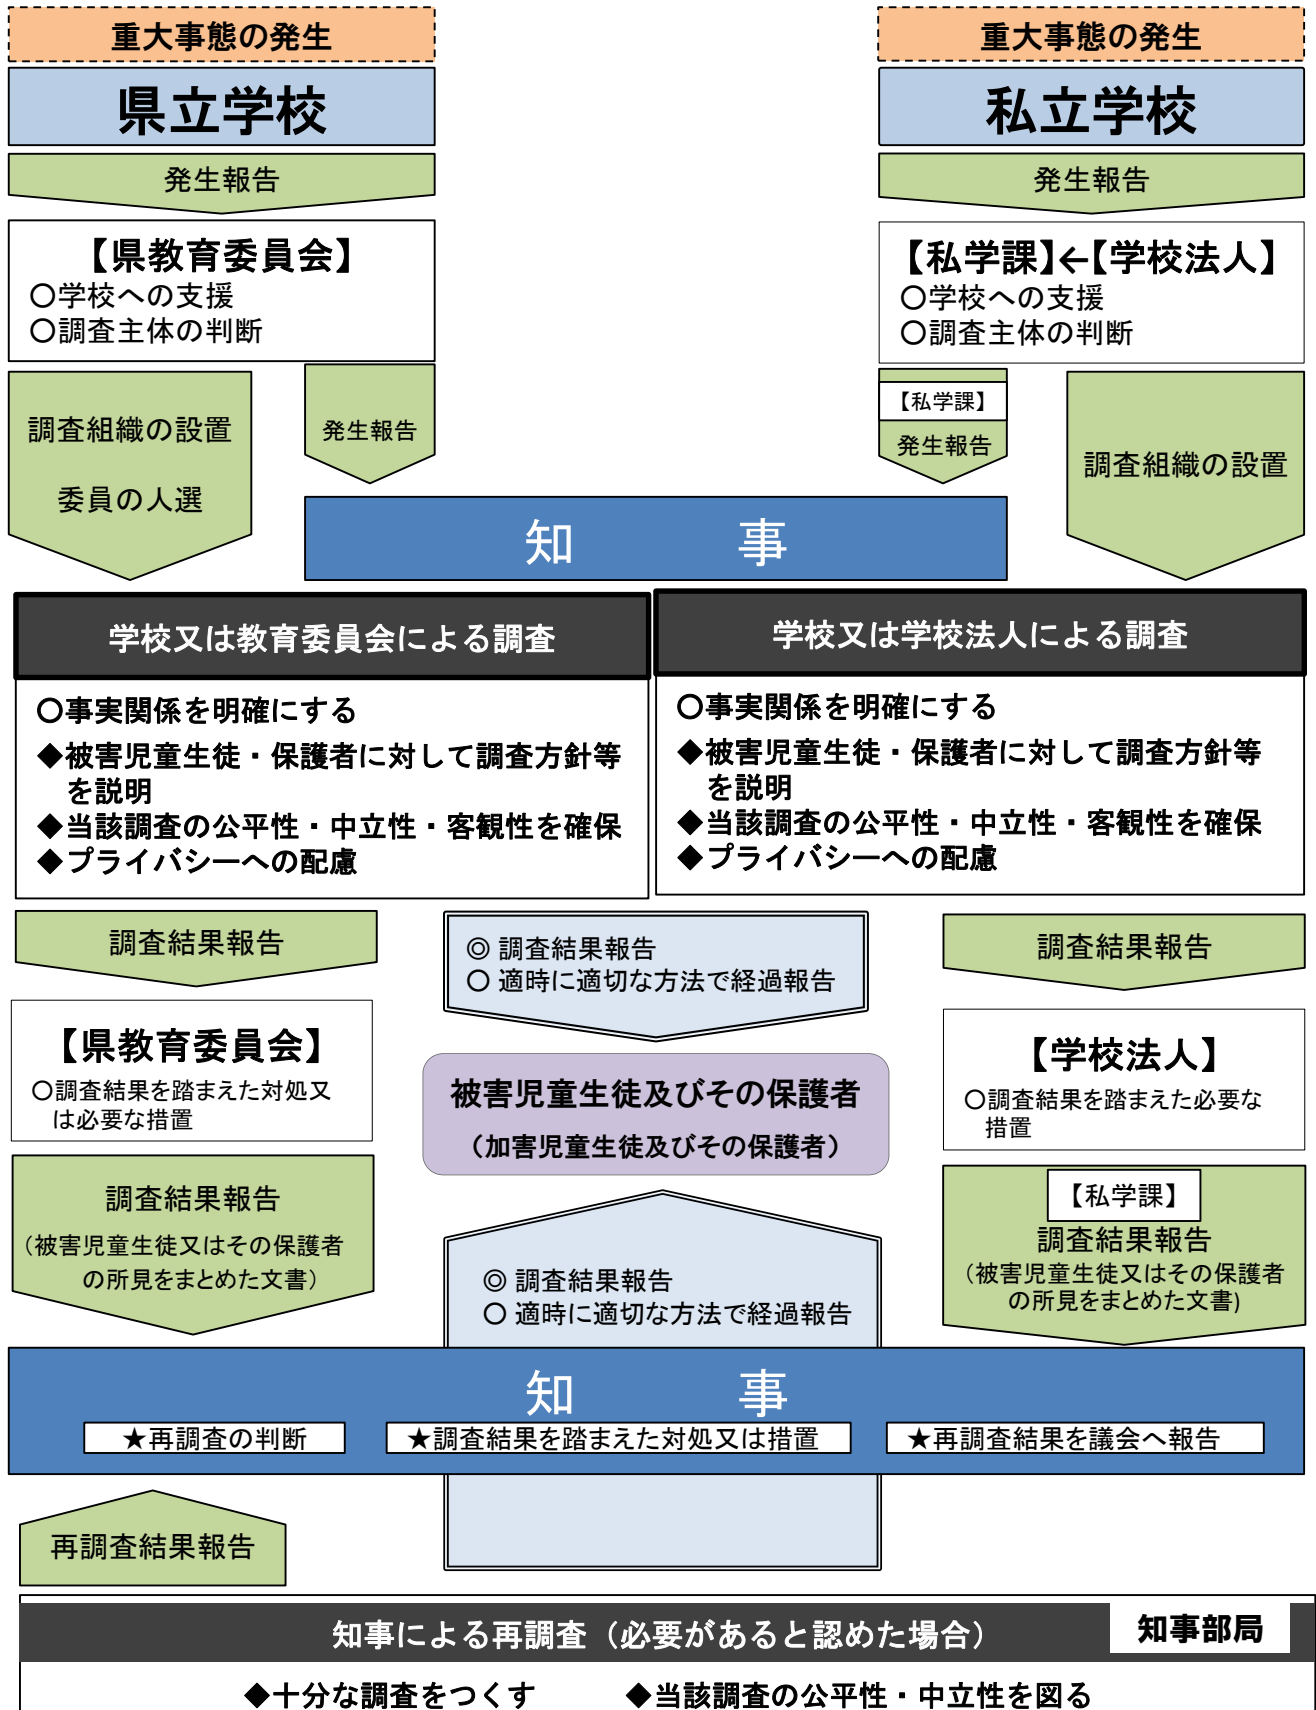 重大事態の発生
県立学校
発生報告
【県教育委員会】
○学校への支援
○調査主体の判断
調査組織の設置
委員の人選
発生報告
重大事態の発生
私立学校
発生報告
【私学課】←【学校法人】
○学校への支援
○調査主体の判断
【私学課】
発生報告
調査組織の設置
知　事
学校又は教育委員会による調査
○事実関係を明確にする
◆被害児童生徒・保護者に対して調査方針等
を説明
◆当該調査の公平性・中立性・客観性を確保
◆プライバシーへの配慮
学校又は学校法人による調査
○事実関係を明確にする
◆被害児童生徒・保護者に対して調査方針等
を説明
◆当該調査の公平性・中立性・客観性を確保
◆プライバシーへの配慮
調査結果報告
【県教育委員会】
○調査結果を踏まえた対処又
は必要な措置
調査結果報告
（被害児童生徒又はその保護者
の所見をまとめた文書）
◎ 調査結果報告
○ 適時に適切な方法で経過報告
被害児童生徒及びその保護者
（加害児童生徒及びその保護者）
◎ 調査結果報告
○ 適時に適切な方法で経過報告
調査結果報告
【学校法人】
○調査結果を踏まえた必要な
措置
【私学課】
調査結果報告
（被害児童生徒又はその保護者
の所見をまとめた文書)
知　事
★再調査の判断
★調査結果を踏まえた対処又は措置
★再調査結果を議会へ報告
再調査結果報告
知事による再調査（必要があると認めた場合）
知事部局
◆十分な調査をつくす
◆当該調査の公平性・中立性を図る